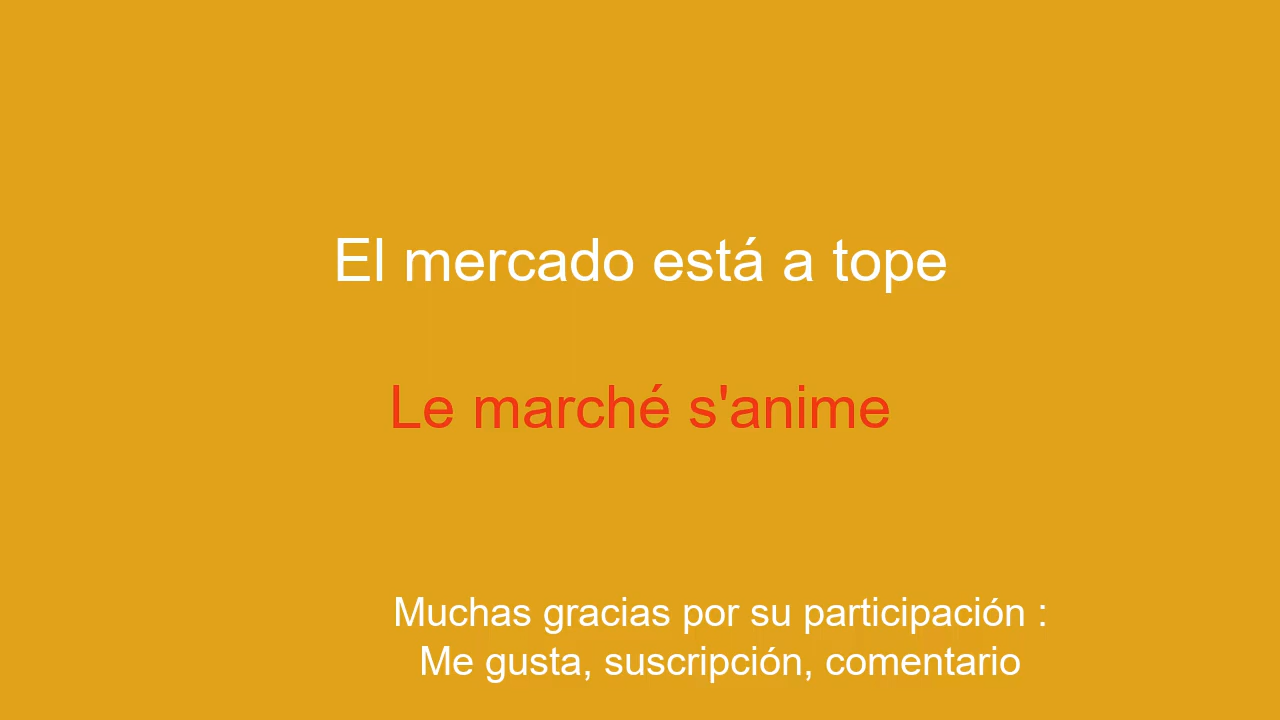 El mercado está a tope
Le marché s'anime
Muchas gracias por su participación :
Me gusta, suscripción, comentario